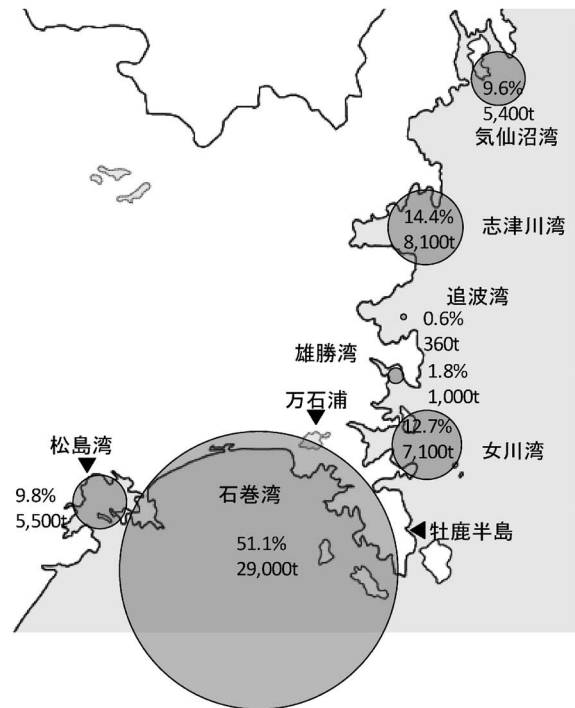 9.6%
5,400t
気仙沼湾
14.4%
8,100t
志津川湾
追波湾
0.6%
360t
雄勝湾
1.8%
1,000t
万石浦
12.7%
7,100t
女川湾
松島湾
9.8%
5,500t
石巻湾
51.1%
29,000t
牡鹿半島